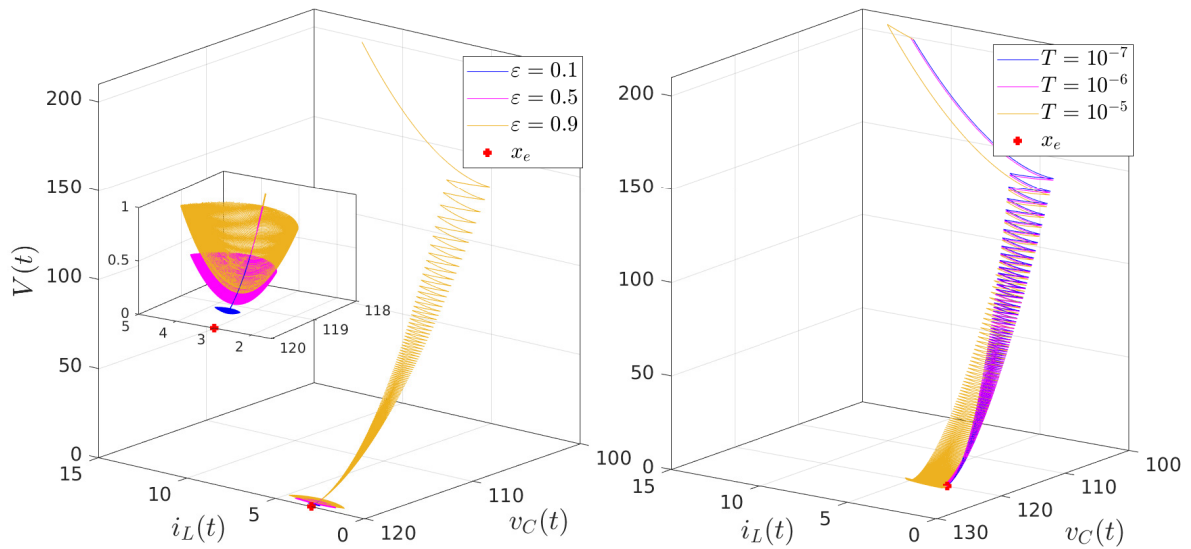 200
150
100
50
0
V(t)
15
10
5
0
i_L(t)
120
110
100
v_C(t)
ε = 0.1
ε = 0.5
ε = 0.9
x_e
1
0.5
0
5
4
3
2
120
119
118
200
150
100
50
0
15
10
5
0
i_L(t)
130
120
110
100
v_C(t)
T = 10⁻⁷
T = 10⁻⁶
T = 10⁻⁵
x_e